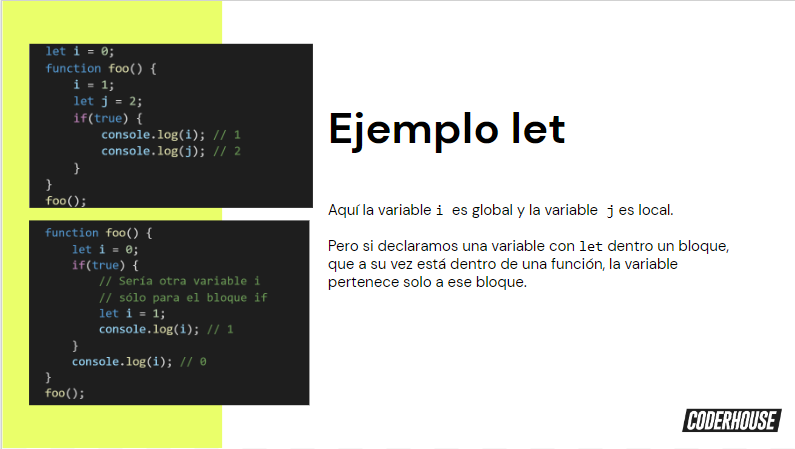 let i = 0;
function foo() {
    i = 1;
    let j = 2;
    if(true) {
        console.log(i); // 1
        console.log(j); // 2
    }
}
foo();
function foo() {
    let i = 0;
    if(true) {
        // Sería otra variable i
        // sólo para el bloque if
        let i = 1;
        console.log(i); // 1
    }
    console.log(i); // 0
}
foo();
Ejemplo let
Aquí la variable i es global y la variable j es local.
Pero si declaramos una variable con let dentro un bloque,
que a su vez está dentro de una función, la variable
pertenece solo a ese bloque.
CODERHOUSE